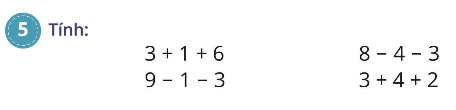 5 Tính:
3 + 1 + 6 8 – 4 – 3
9 – 1 – 3 3 + 4 + 2